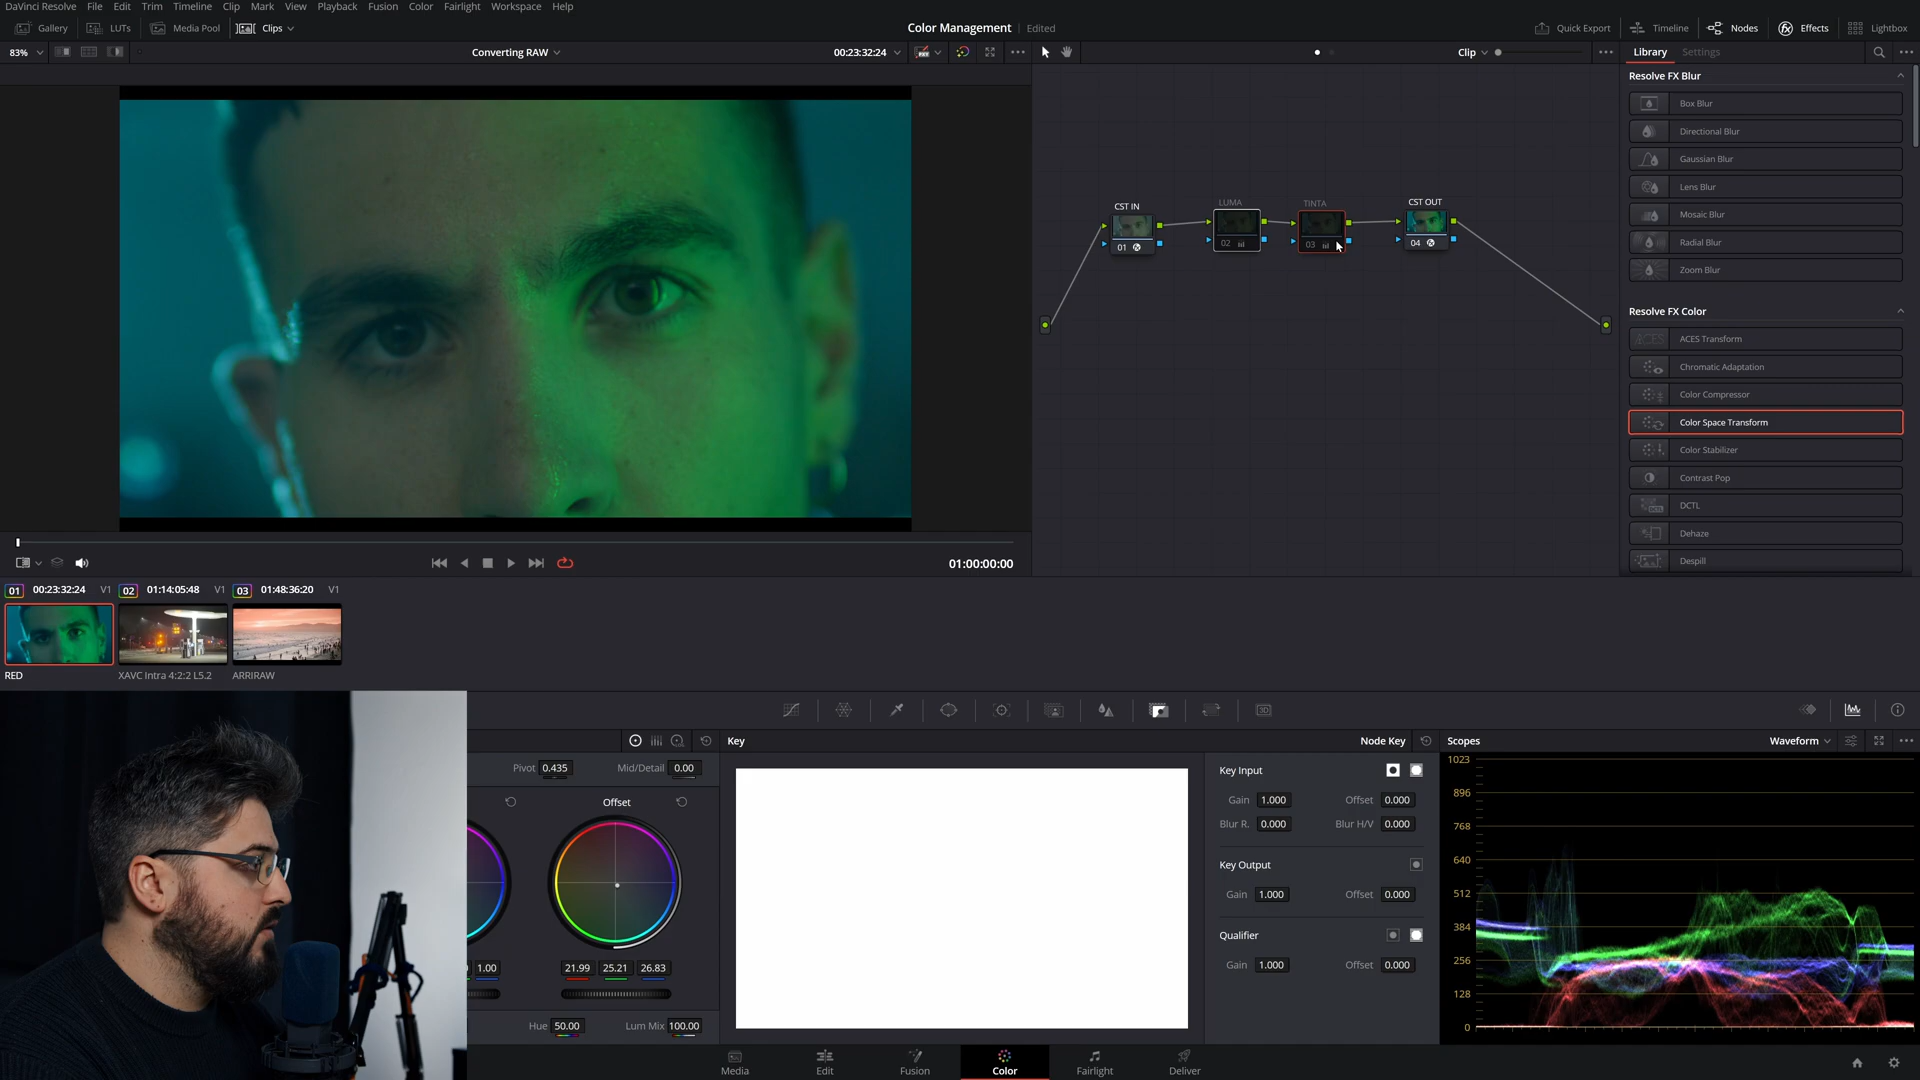 DaVinci Resolve File Edit Trim Timeline Clip Mark View Playback Fusion Color Fairlight Workspace Help
Gallery LUTs Media Pool Clips Color Management Edited Quick Export Timeline Nodes Effects Lightbox
83% Converting RAW 00:23:32:24 Clip Library Settings
Resolve FX Blur
Box Blur
Directional Blur
Gaussian Blur
Lens Blur
Mosaic Blur
Radial Blur
Zoom Blur
Resolve FX Color
ACES Transform
Chromatic Adaptation
Color Compressor
Color Space Transform
Color Stabilizer
Contrast Pop
DCTL
Dehaze
Despill
CST IN LUMA TINTA CST OUT
01 02 03 04
01:00:00:00
01 00:23:32:24 V1 02 01:14:05:48 V1 03 01:48:36:20 V1
RED XAVC Intra 4:2:2 L5.2 ARRIRAW
Pivot 0.435 Mid/Detail 0.00
Offset
1.00 21.99 25.21 26.83
Hue 50.00 Lum Mix 100.00
Key Node Key
Key Input
Gain 1.000 Offset 0.000
Blur R. 0.000 Blur H/V 0.000
Key Output
Gain 1.000 Offset 0.000
Qualifier
Gain 1.000 Offset 0.000
Scopes Waveform
1023
896
768
640
512
384
256
128
0
Media Edit Fusion Color Fairlight Deliver